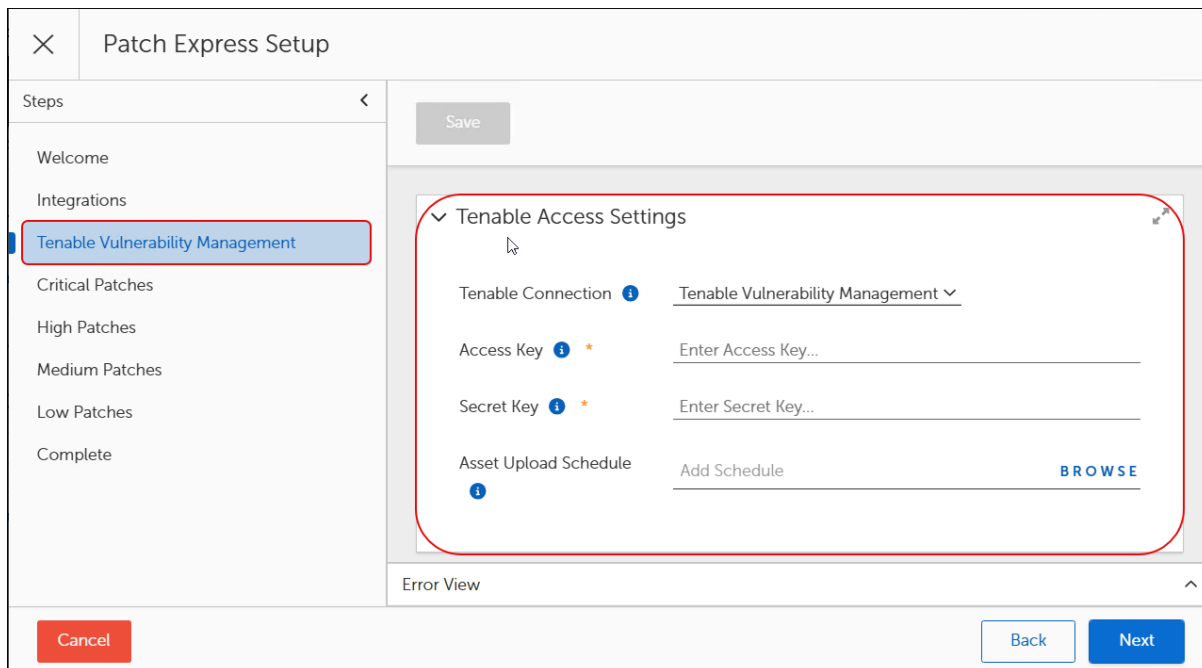 Patch Express Setup
Steps
Save
Welcome
Integrations
Tenable Vulnerability Management
Critical Patches
High Patches
Medium Patches
Low Patches
Complete
Tenable Access Settings
Tenable Connection Tenable Vulnerability Management
Access Key * Enter Access Key...
Secret Key * Enter Secret Key...
Asset Upload Schedule Add Schedule BROWSE
Error View
Cancel Back Next